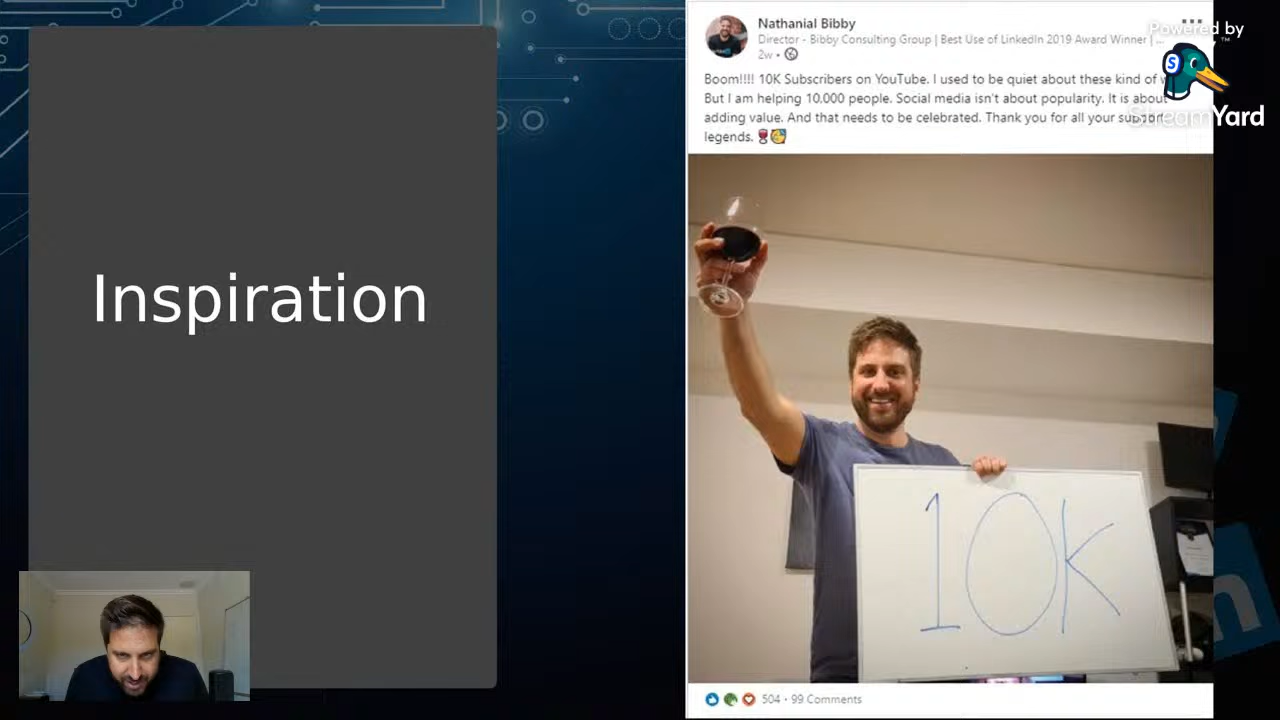 Inspiration
Nathanial Bibby
Director - Bibby Consulting Group | Best Use of LinkedIn 2019 Award Winner | ...
2w •
Boom!!!! 10K Subscribers on YouTube. I used to be quiet about these kind of
But I am helping 10,000 people. Social media isn't about popularity. It is about
adding value. And that needs to be celebrated. Thank you for all your support
legends.
10K
504 • 99 Comments
Powered by
S
StreamYard
™
in